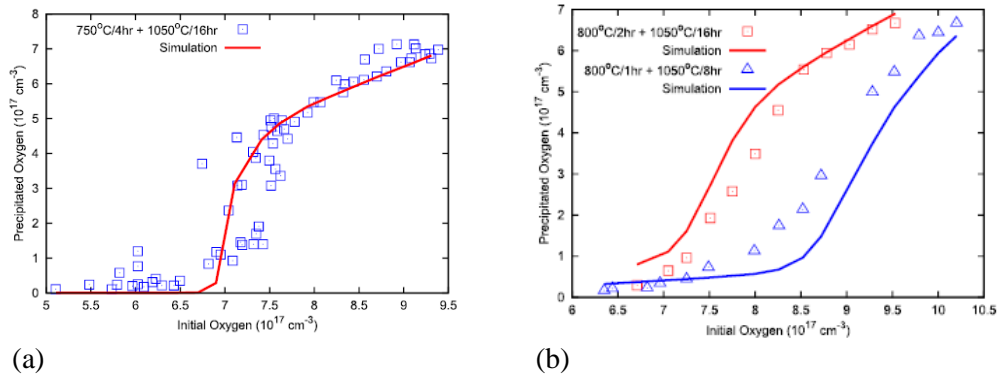 750°C/4hr + 1050°C/16hr
Simulation
Precipitated Oxygen (10^17 cm^-3)
8
7
6
5
4
3
2
1
0
5 5.5 6 6.5 7 7.5 8 8.5 9 9.5
Initial Oxygen (10^17 cm^-3)
(a)
800°C/2hr + 1050°C/16hr
Simulation
800°C/1hr + 1050°C/8hr
Simulation
Precipitated Oxygen (10^17 cm^-3)
7
6
5
4
3
2
1
0
6 6.5 7 7.5 8 8.5 9 9.5 10 10.5
Initial Oxygen (10^17 cm^-3)
(b)